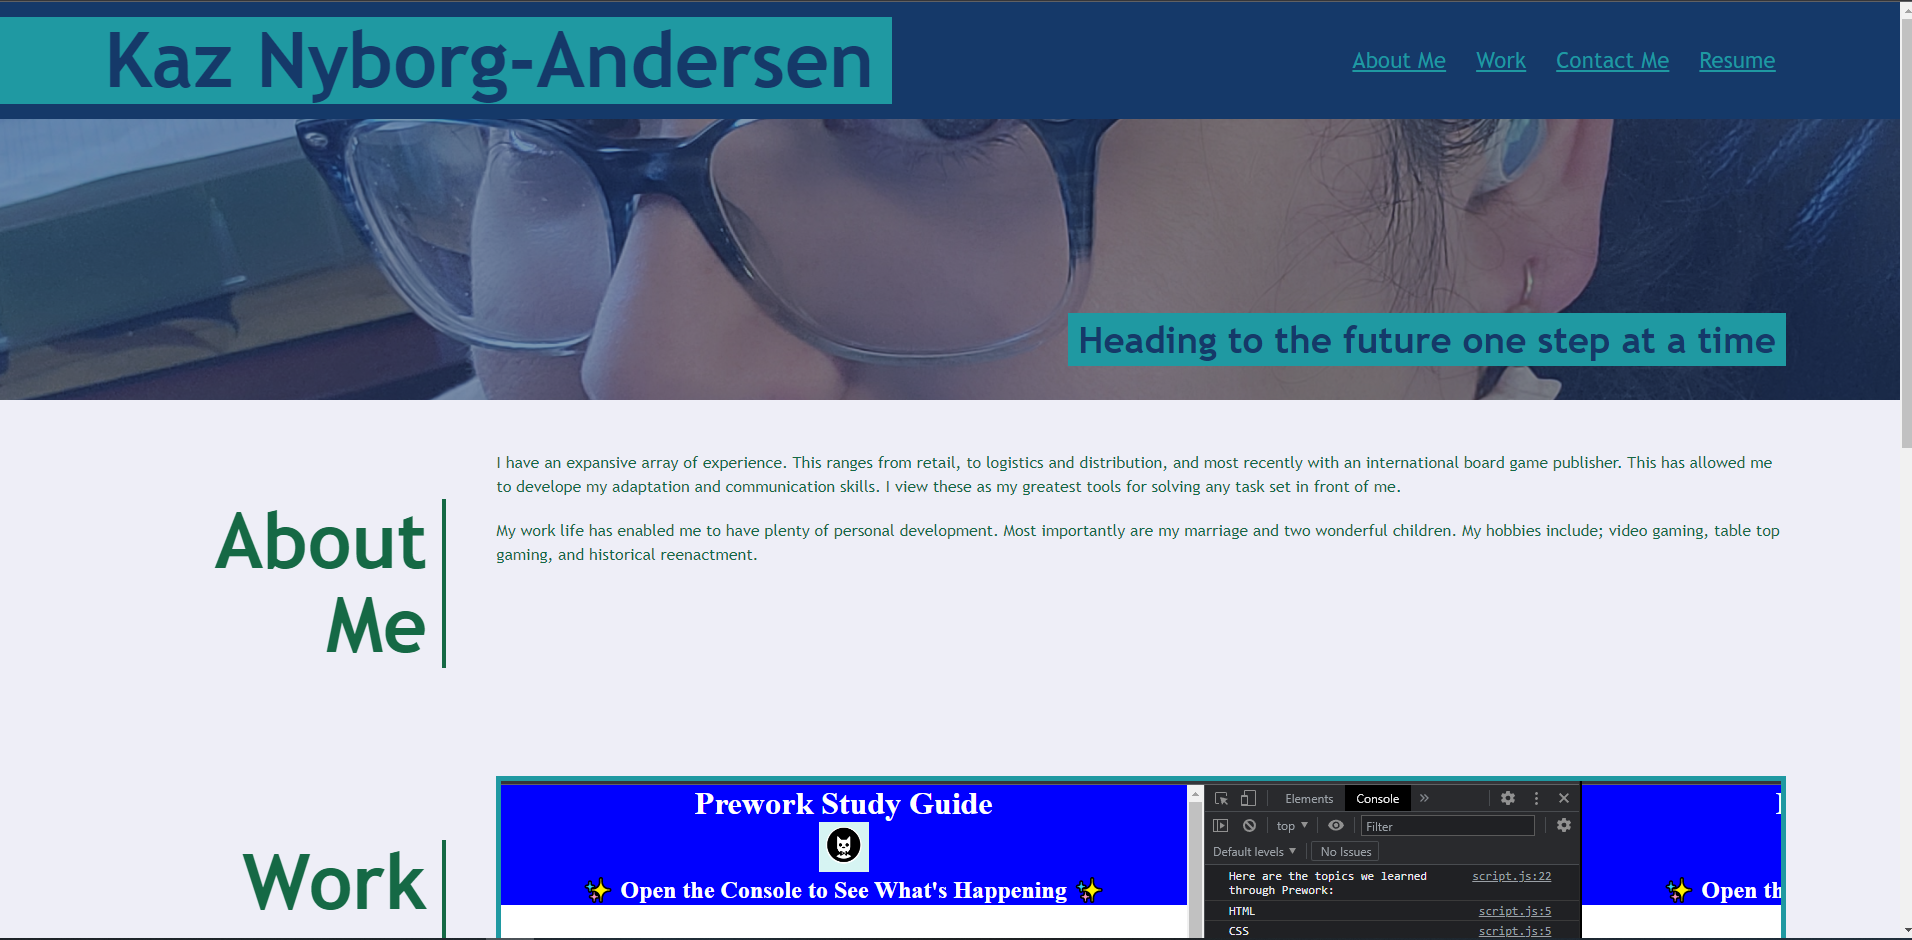 Kaz Nyborg-Andersen
About Me Work Contact Me Resume
Heading to the future one step at a time
About
Me
I have an expansive array of experience. This ranges from retail, to logistics and distribution, and most recently with an international board game publisher. This has allowed me
to develope my adaptation and communication skills. I view these as my greatest tools for solving any task set in front of me.
My work life has enabled me to have plenty of personal development. Most importantly are my marriage and two wonderful children. My hobbies include; video gaming, table top
gaming, and historical reenactment.
Work
Prework Study Guide
✨ Open the Console to See What's Happening ✨
Elements Console »
top Filter
Default levels No Issues
Here are the topics we learned script.js:22
through Prework:
HTML script.js:5
CSS script.js:5
✨ Open th